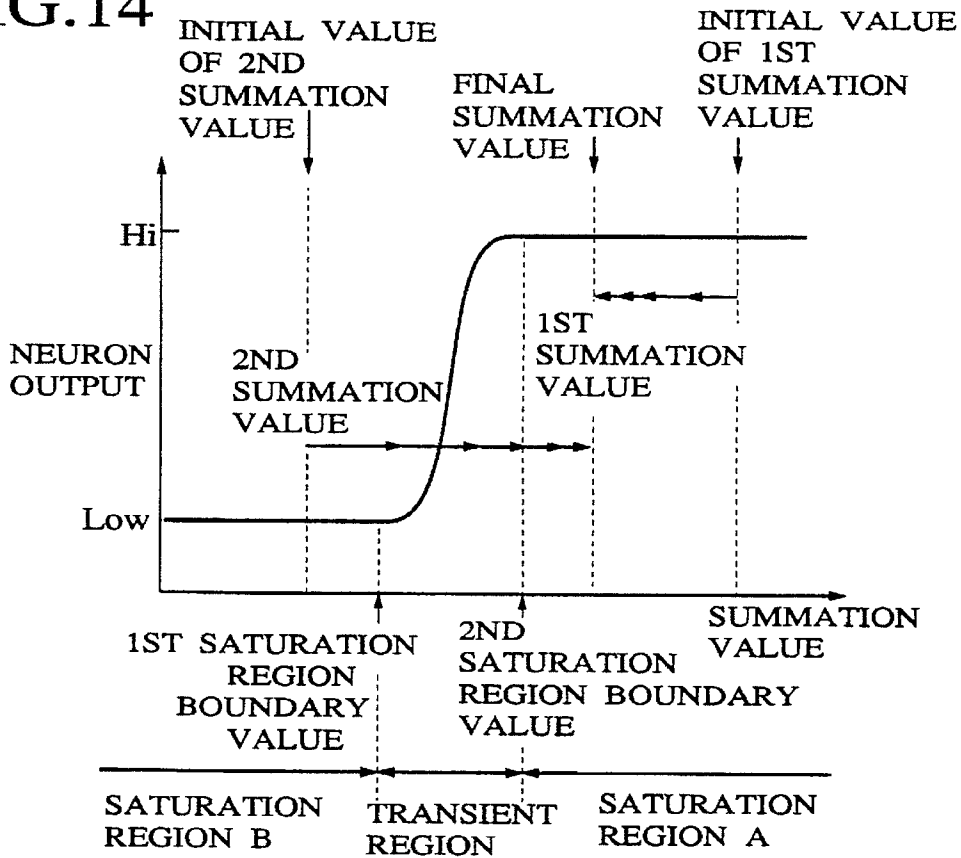 G.14
INITIAL VALUE
OF 2ND
SUMMATION
VALUE
FINAL
SUMMATION
VALUE
INITIAL VALUE
OF 1ST
SUMMATION
VALUE
Hi
NEURON
OUTPUT
2ND
SUMMATION
VALUE
1ST
SUMMATION
VALUE
Low
SUMMATION
VALUE
1ST SATURATION
REGION
BOUNDARY
VALUE
2ND
SATURATION
REGION BOUNDARY
VALUE
SATURATION
REGION B
TRANSIENT
REGION
SATURATION
REGION A